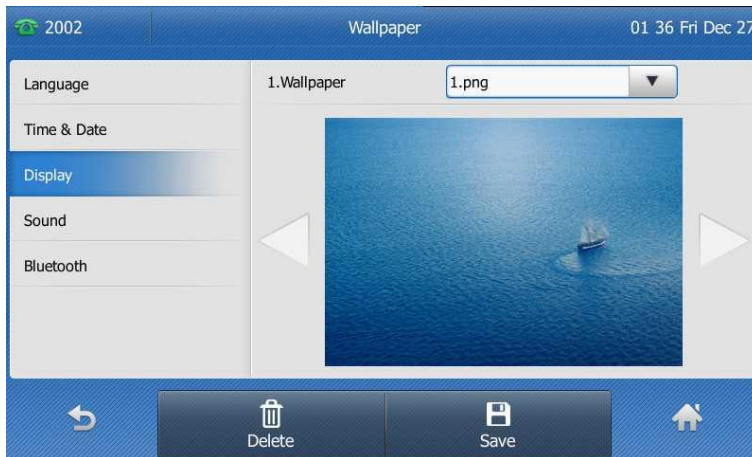 2002
Wallpaper
01 36 Fri Dec 27
Language
Time & Date
Display
Sound
Bluetooth
1.Wallpaper
1.png
Delete
Save